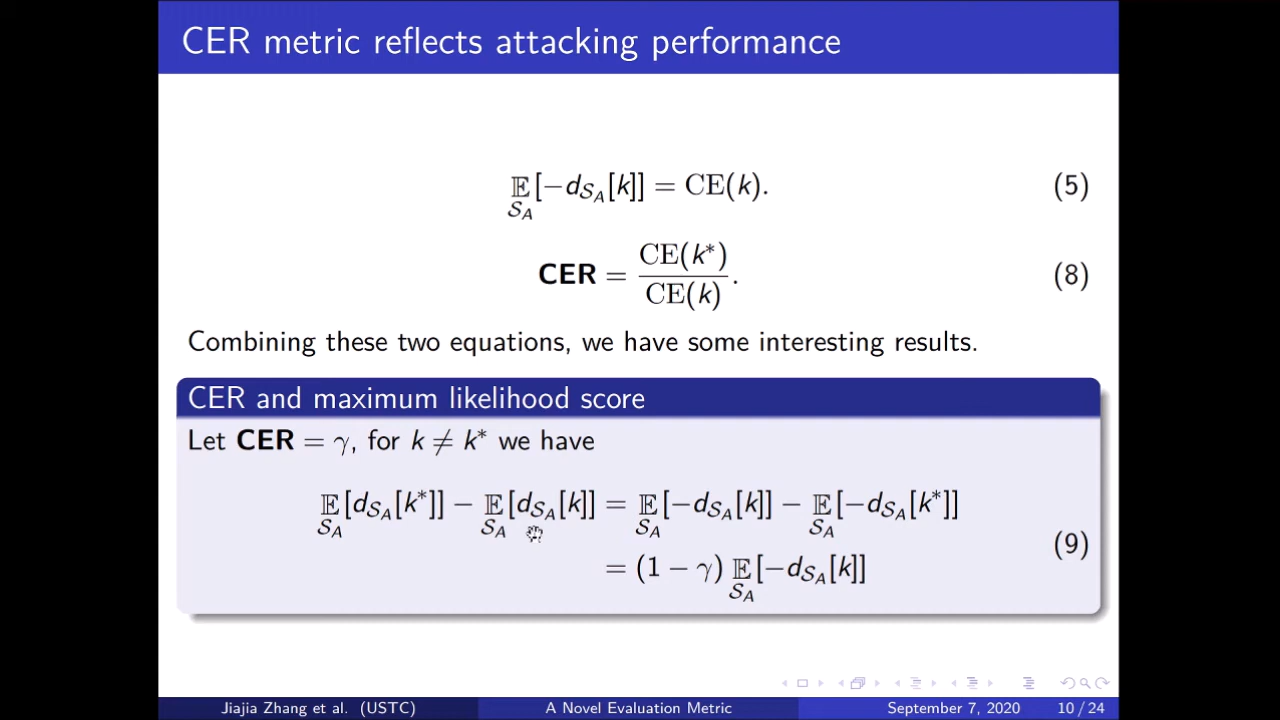 CER metric reflects attacking performance
𝔼_{𝒮_A}[−d_{𝒮_A}[k]] = CE(k). (5)
CER = CE(k*) / CE(k). (8)
Combining these two equations, we have some interesting results.
CER and maximum likelihood score
Let CER = γ, for k ≠ k* we have
𝔼_{𝒮_A}[d_{𝒮_A}[k*]] − 𝔼_{𝒮_A}[d_{𝒮_A}[k]] = 𝔼_{𝒮_A}[−d_{𝒮_A}[k]] − 𝔼_{𝒮_A}[−d_{𝒮_A}[k*]]
= (1 − γ) 𝔼_{𝒮_A}[−d_{𝒮_A}[k]] (9)
Jiajia Zhang et al. (USTC) A Novel Evaluation Metric September 7, 2020 10 / 24